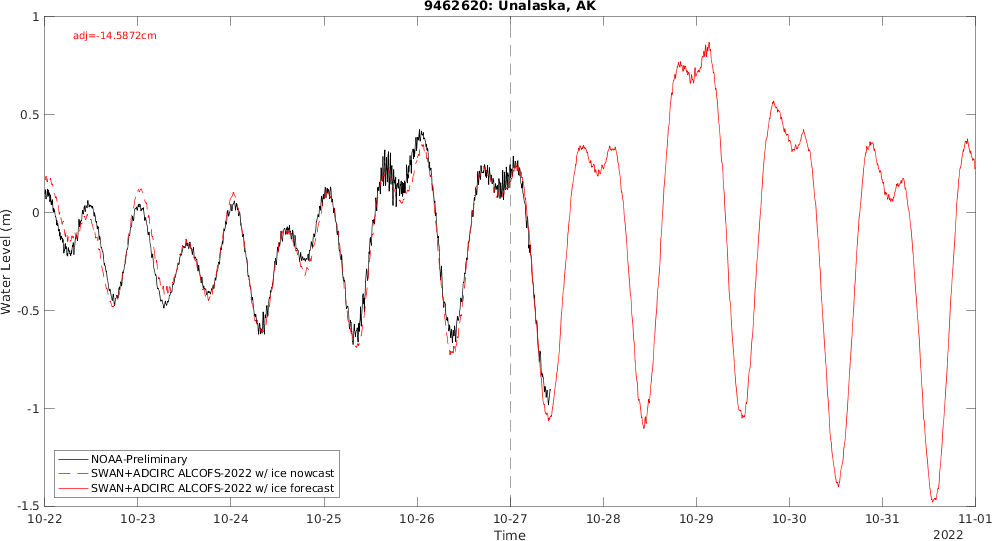 9462620: Unalaska, AK
adj=-14.5872cm
Water Level (m)
1
0.5
0
-0.5
-1
-1.5
NOAA-Preliminary
SWAN+ADCIRC ALCOFS-2022 w/ ice nowcast
SWAN+ADCIRC ALCOFS-2022 w/ ice forecast
10-22 10-23 10-24 10-25 10-26 10-27 10-28 10-29 10-30 10-31 11-01
Time
2022